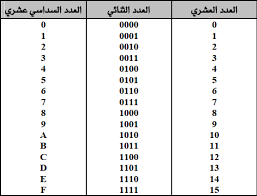 العدد العشري العدد الثنائي العدد السداسي عشري
0 0000 0
1 0001 1
2 0010 2
3 0011 3
4 0100 4
5 0101 5
6 0110 6
7 0111 7
8 1000 8
9 1001 9
10 1010 A
11 1011 B
12 1100 C
13 1101 D
14 1110 E
15 1111 F